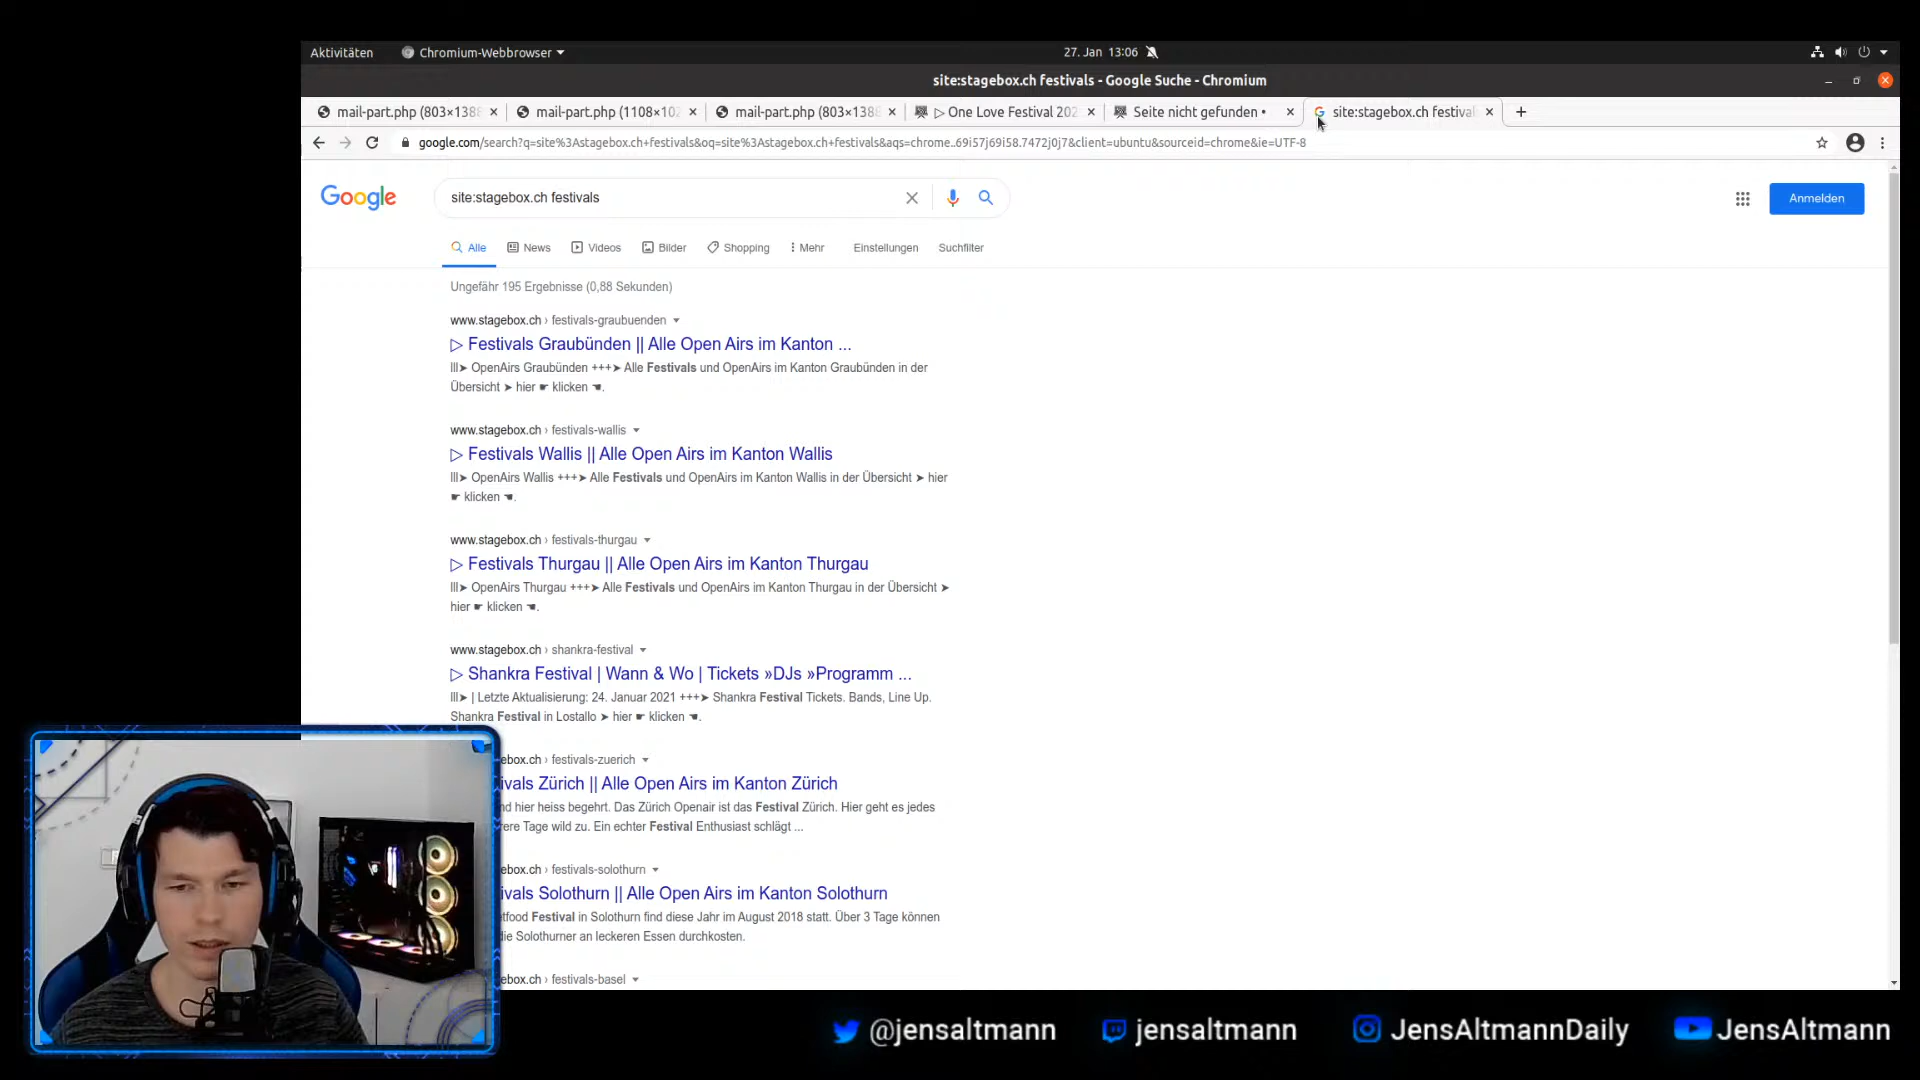 Aktivitäten
Chromium-Webbrowser
27. Jan 13:06
site:stagebox.ch festivals - Google Suche - Chromium
mail-part.php (803×1388
mail-part.php (1108×102
mail-part.php (803×1388
▷ One Love Festival 202
Seite nicht gefunden •
site:stagebox.ch festival
google.com/search?q=site%3Astagebox.ch+festivals&oq=site%3Astagebox.ch+festivals&aqs=chrome..69i57j69i58.7472j0j7&client=ubuntu&sourceid=chrome&ie=UTF-8
Google
site:stagebox.ch festivals
Anmelden
Alle
News
Videos
Bilder
Shopping
Mehr
Einstellungen
Suchfilter
Ungefähr 195 Ergebnisse (0,88 Sekunden)
www.stagebox.ch › festivals-graubuenden
▷ Festivals Graubünden || Alle Open Airs im Kanton ...
lll➤ OpenAirs Graubünden +++➤ Alle Festivals und OpenAirs im Kanton Graubünden in der
Übersicht ➤ hier ☛ klicken ☚.
www.stagebox.ch › festivals-wallis
▷ Festivals Wallis || Alle Open Airs im Kanton Wallis
lll➤ OpenAirs Wallis +++➤ Alle Festivals und OpenAirs im Kanton Wallis in der Übersicht ➤ hier
☛ klicken ☚.
www.stagebox.ch › festivals-thurgau
▷ Festivals Thurgau || Alle Open Airs im Kanton Thurgau
lll➤ OpenAirs Thurgau +++➤ Alle Festivals und OpenAirs im Kanton Thurgau in der Übersicht ➤
hier ☛ klicken ☚.
www.stagebox.ch › shankra-festival
▷ Shankra Festival | Wann & Wo | Tickets »DJs »Programm ...
lll➤ | Letzte Aktualisierung: 24. Januar 2021 +++➤ Shankra Festival Tickets. Bands, Line Up.
Shankra Festival in Lostallo ➤ hier ☛ klicken ☚.
ebox.ch › festivals-zuerich
ivals Zürich || Alle Open Airs im Kanton Zürich
nd hier heiss begehrt. Das Zürich Openair ist das Festival Zürich. Hier geht es jedes
ere Tage wild zu. Ein echter Festival Enthusiast schlägt ...
ebox.ch › festivals-solothurn
ivals Solothurn || Alle Open Airs im Kanton Solothurn
etfood Festival in Solothurn find diese Jahr im August 2018 statt. Über 3 Tage können
die Solothurner an leckeren Essen durchkosten.
ebox.ch › festivals-basel
@jensaltmann
jensaltmann
JensAltmannDaily
JensAltmann